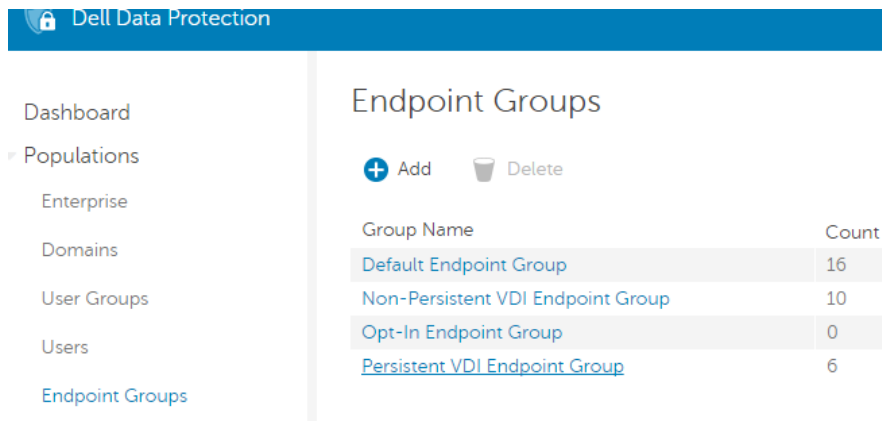 Dell Data Protection
Dashboard
Populations
Enterprise
Domains
User Groups
Users
Endpoint Groups
Endpoint Groups
Add Delete
Group Name Count
Default Endpoint Group 16
Non-Persistent VDI Endpoint Group 10
Opt-In Endpoint Group 0
Persistent VDI Endpoint Group 6